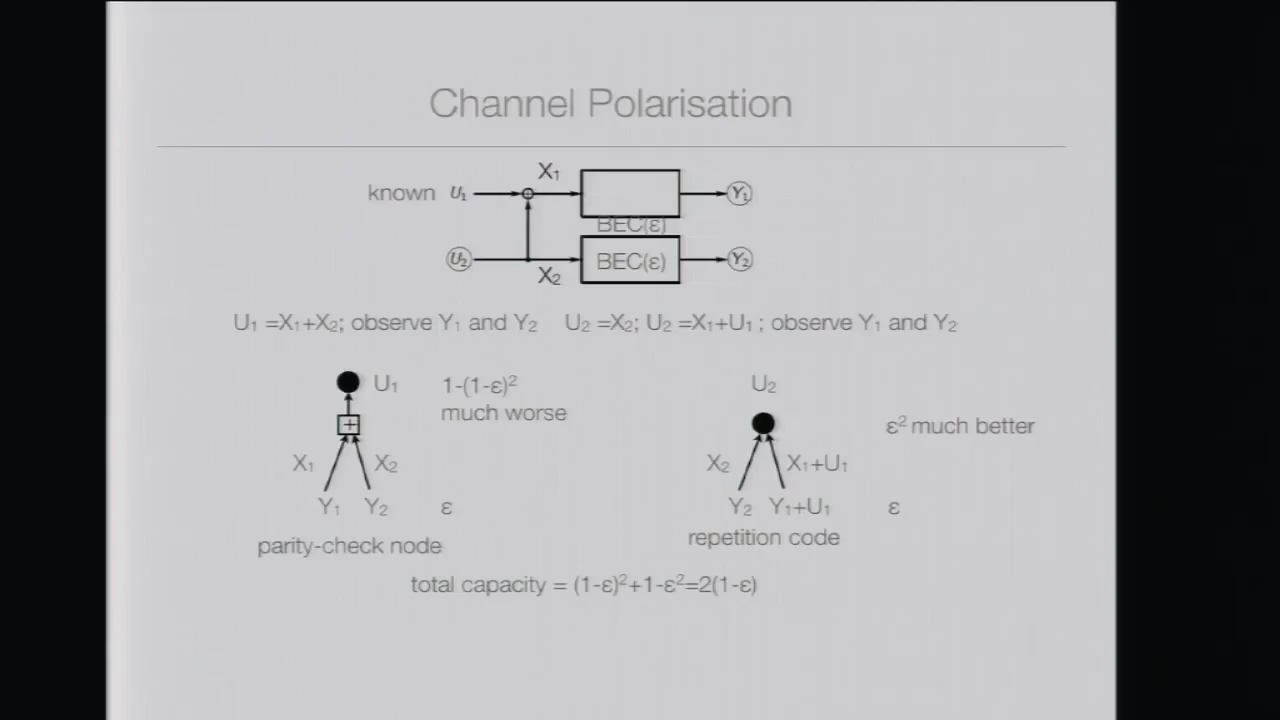 Channel Polarisation
X₁
known U₁ Y₁
BEC(ε)
U₂ BEC(ε) Y₂
X₂
U₁ =X₁+X₂; observe Y₁ and Y₂ U₂ =X₂; U₂ =X₁+U₁ ; observe Y₁ and Y₂
U₁ 1-(1-ε)² U₂
much worse
+ ε² much better
X₁ X₂ X₂ X₁+U₁
Y₁ Y₂ ε Y₂ Y₁+U₁ ε
parity-check node repetition code
total capacity = (1-ε)²+1-ε²=2(1-ε)